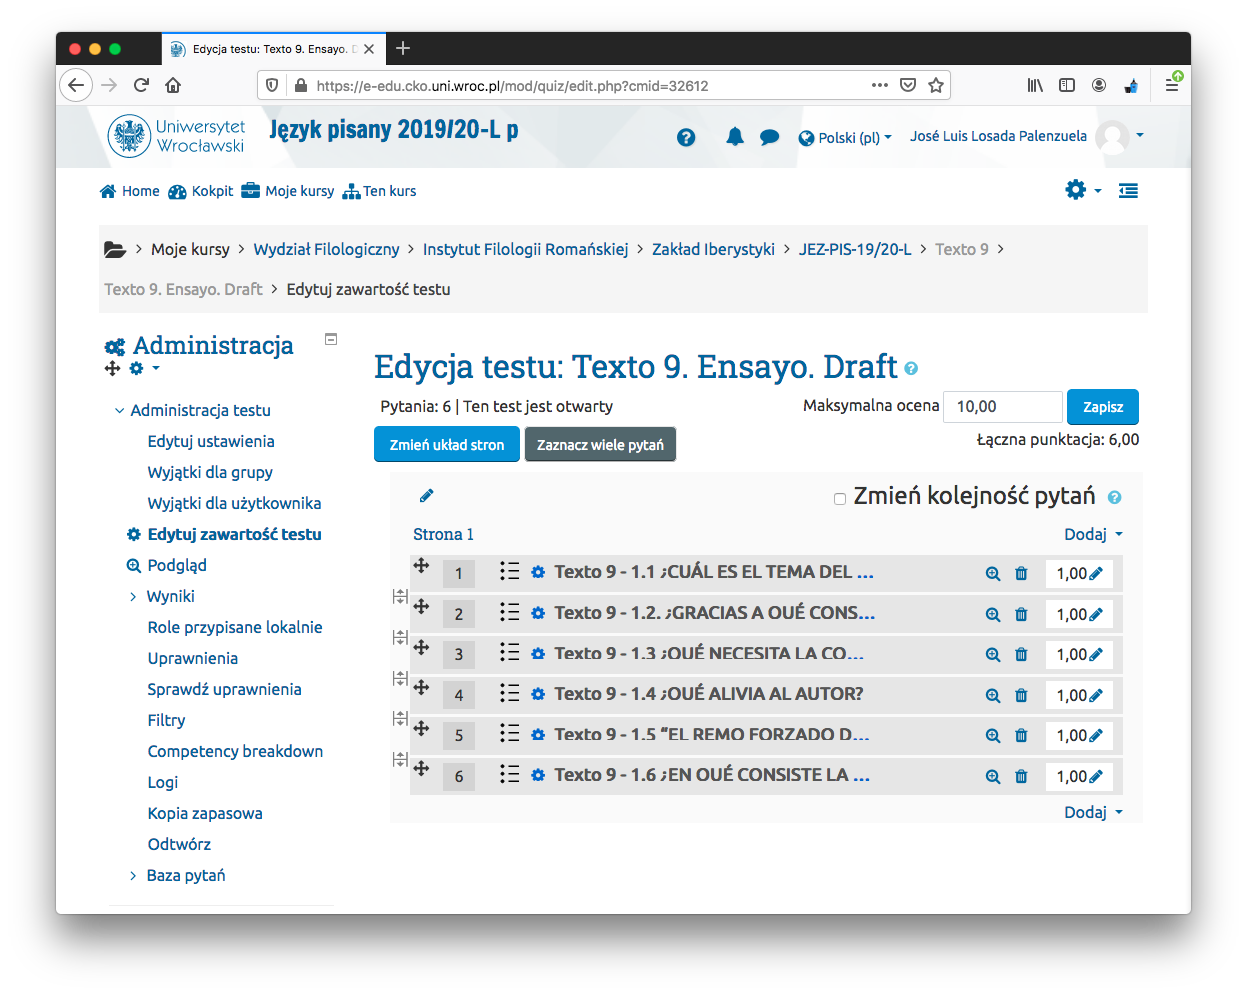 Edycja testu: Texto 9. Ensayo. D
https://e-edu.cko.uni.wroc.pl/mod/quiz/edit.php?cmid=32612
Uniwersytet
Wrocławski
Język pisany 2019/20-L p
Polski (pl)
José Luis Losada Palenzuela
Home Kokpit Moje kursy Ten kurs
> Moje kursy > Wydział Filologiczny > Instytut Filologii Romańskiej > Zakład Iberystyki > JEZ-PIS-19/20-L > Texto 9 >
Texto 9. Ensayo. Draft > Edytuj zawartość testu
Administracja
Administracja testu
Edytuj ustawienia
Wyjątki dla grupy
Wyjątki dla użytkownika
Edytuj zawartość testu
Podgląd
Wyniki
Role przypisane lokalnie
Uprawnienia
Sprawdź uprawnienia
Filtry
Competency breakdown
Logi
Kopia zapasowa
Odtwórz
Baza pytań
Edycja testu: Texto 9. Ensayo. Draft
Pytania: 6 | Ten test jest otwarty
Maksymalna ocena 10,00 Zapisz
Zmień układ stron Zaznacz wiele pytań
Łączna punktacja: 6,00
Zmień kolejność pytań
Strona 1 Dodaj
1 Texto 9 - 1.1 ¿CUÁL ES EL TEMA DEL ... 1,00
2 Texto 9 - 1.2. ¿GRACIAS A QUÉ CONS... 1,00
3 Texto 9 - 1.3 ¿QUÉ NECESITA LA CO... 1,00
4 Texto 9 - 1.4 ¿QUÉ ALIVIA AL AUTOR? 1,00
5 Texto 9 - 1.5 “EL REMO FORZADO D... 1,00
6 Texto 9 - 1.6 ¿EN QUÉ CONSISTE LA ... 1,00
Dodaj